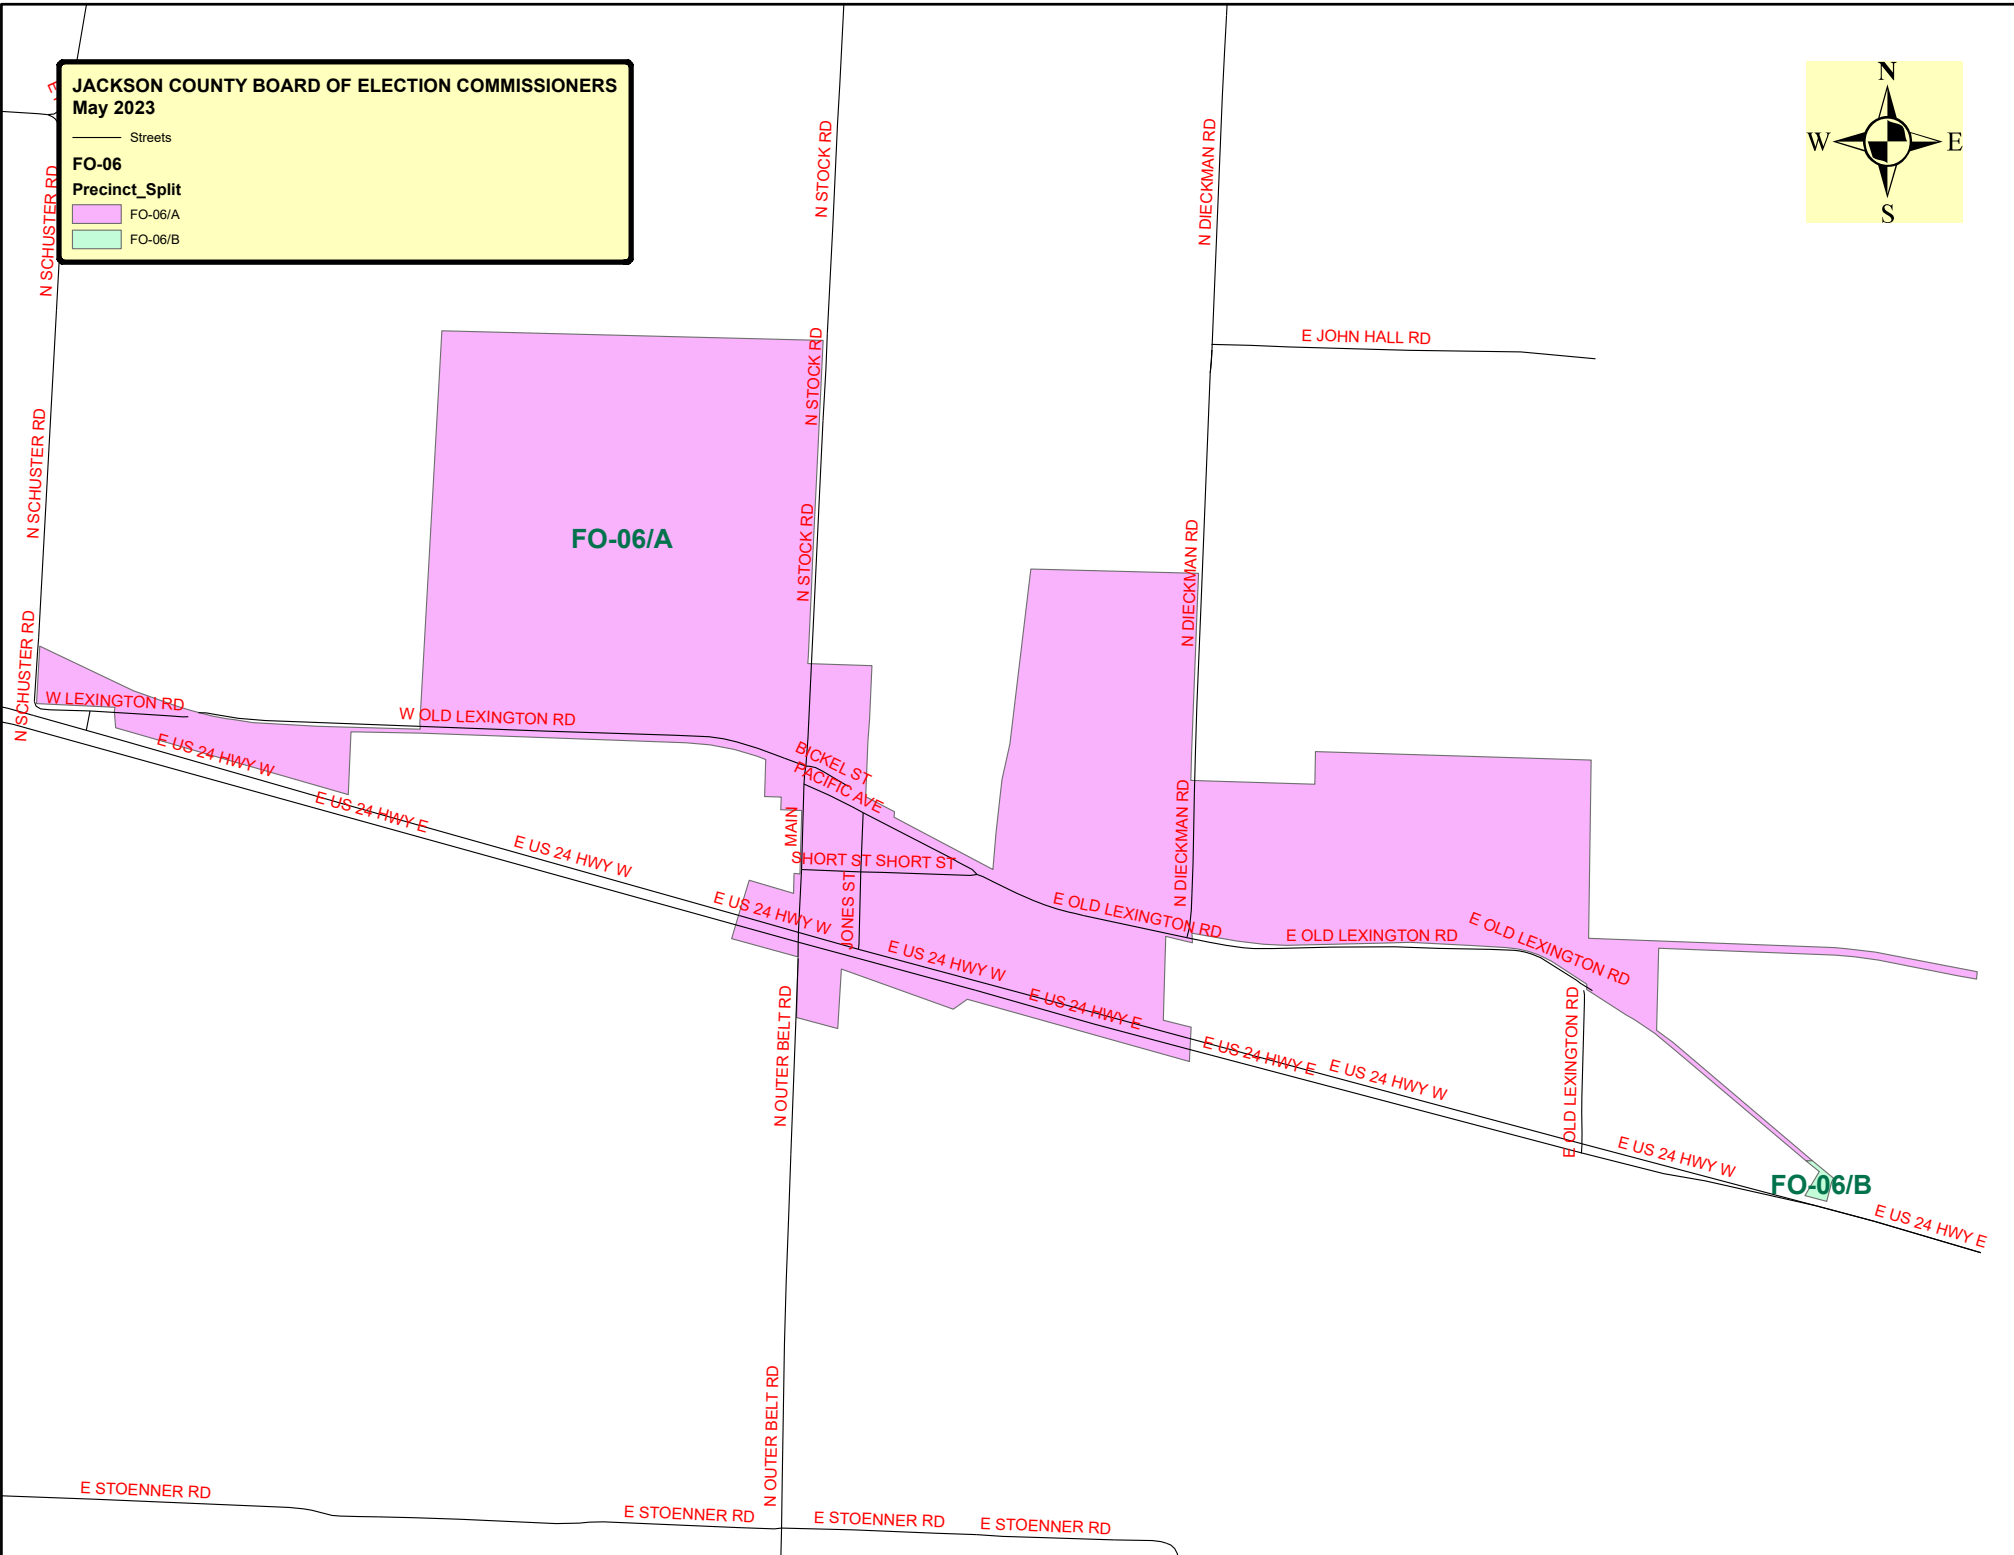 JACKSON COUNTY BOARD OF ELECTION COMMISSIONERS
May 2023
Streets
FO-06
Precinct_Split
FO-06/A
FO-06/B
N
W
E
S
N SCHUSTER RD
N STOCK RD
N DIECKMAN RD
E JOHN HALL RD
N STOCK RD
N SCHUSTER RD
FO-06/A
N STOCK RD
N DIECKMAN RD
N SCHUSTER RD
W LEXINGTON RD
W OLD LEXINGTON RD
E US 24 HWY W
BICKEL ST
PACIFIC AVE
E US 24 HWY E
MAIN
N DIECKMAN RD
E US 24 HWY W
SHORT ST SHORT ST
JONES ST
E US 24 HWY W
E OLD LEXINGTON RD
E OLD LEXINGTON RD
E OLD LEXINGTON RD
E US 24 HWY W
E US 24 HWY E
N OUTER BELT RD
E US 24 HWY E
E US 24 HWY W
E OLD LEXINGTON RD
E US 24 HWY W
FO-06/B
E US 24 HWY E
N OUTER BELT RD
E STOENNER RD
E STOENNER RD
E STOENNER RD
E STOENNER RD